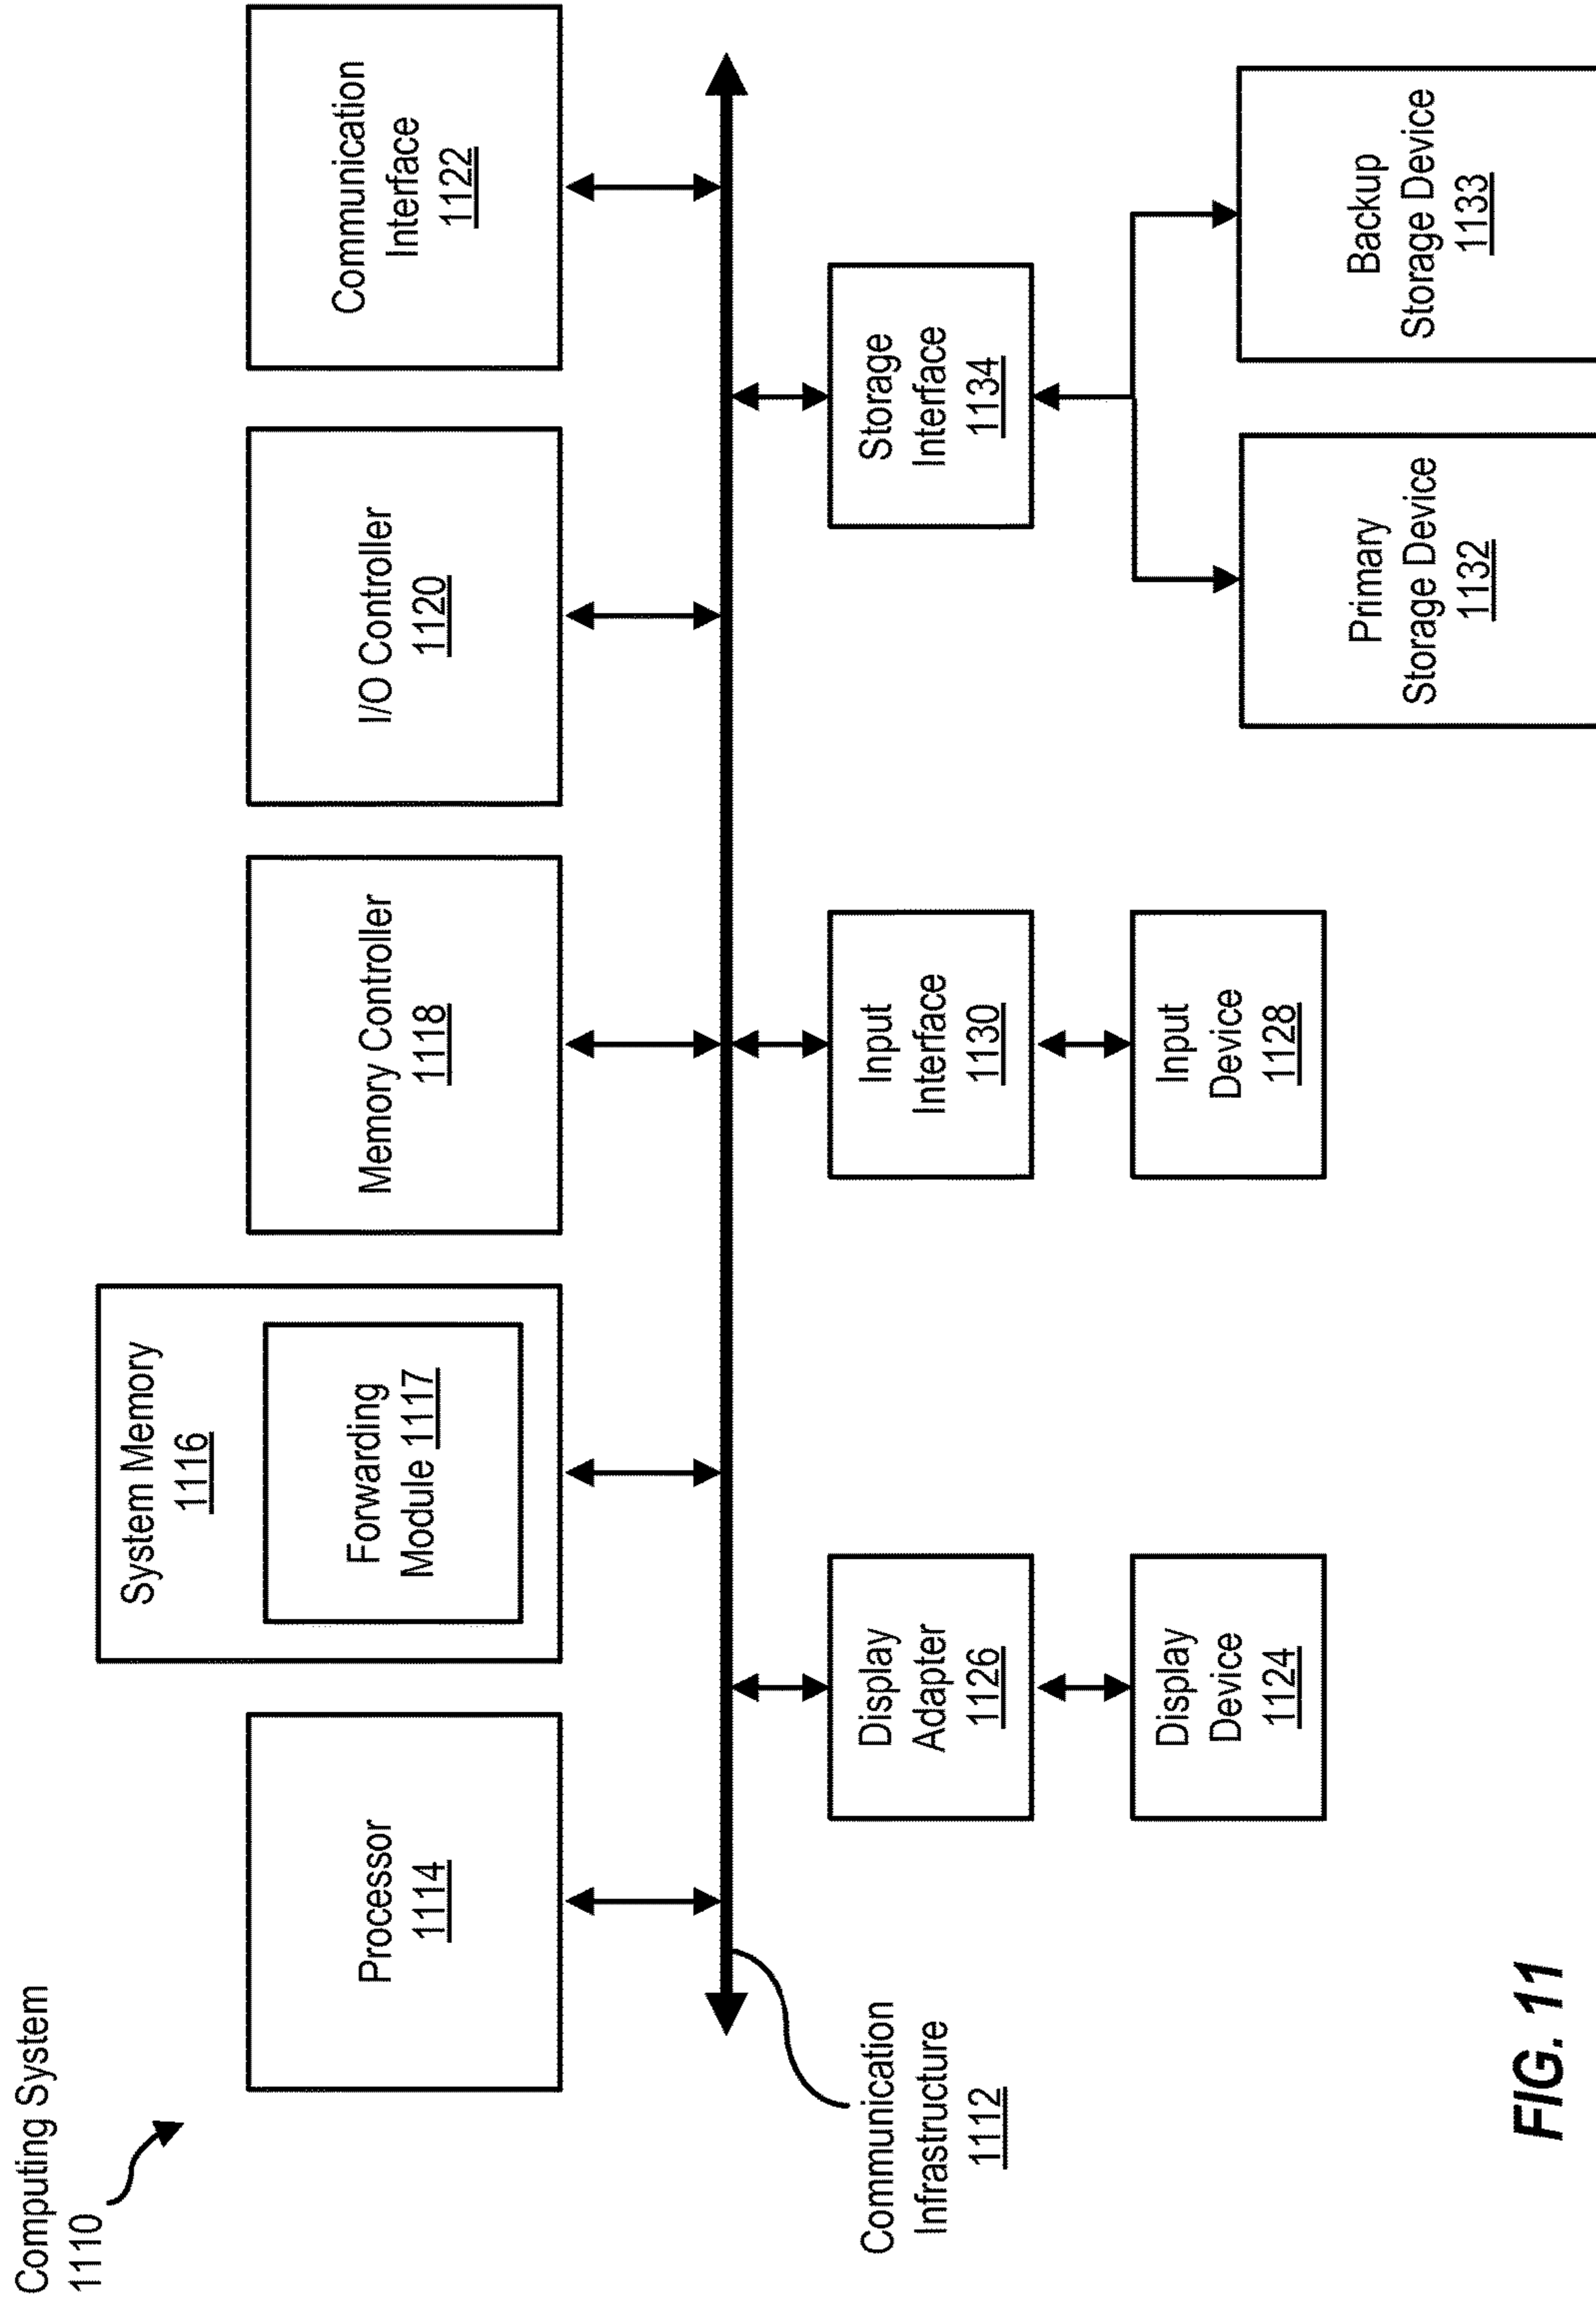 Computing System
1110
Processor
1114
System Memory
1116
Forwarding
Module 1117
Memory Controller
1118
I/O Controller
1120
Communication
Interface
1122
Communication
Infrastructure
1112
Display
Adapter
1126
Input
Interface
1130
Storage
Interface
1134
Display
Device
1124
Input
Device
1128
Primary
Storage Device
1132
Backup
Storage Device
1133
FIG. 11